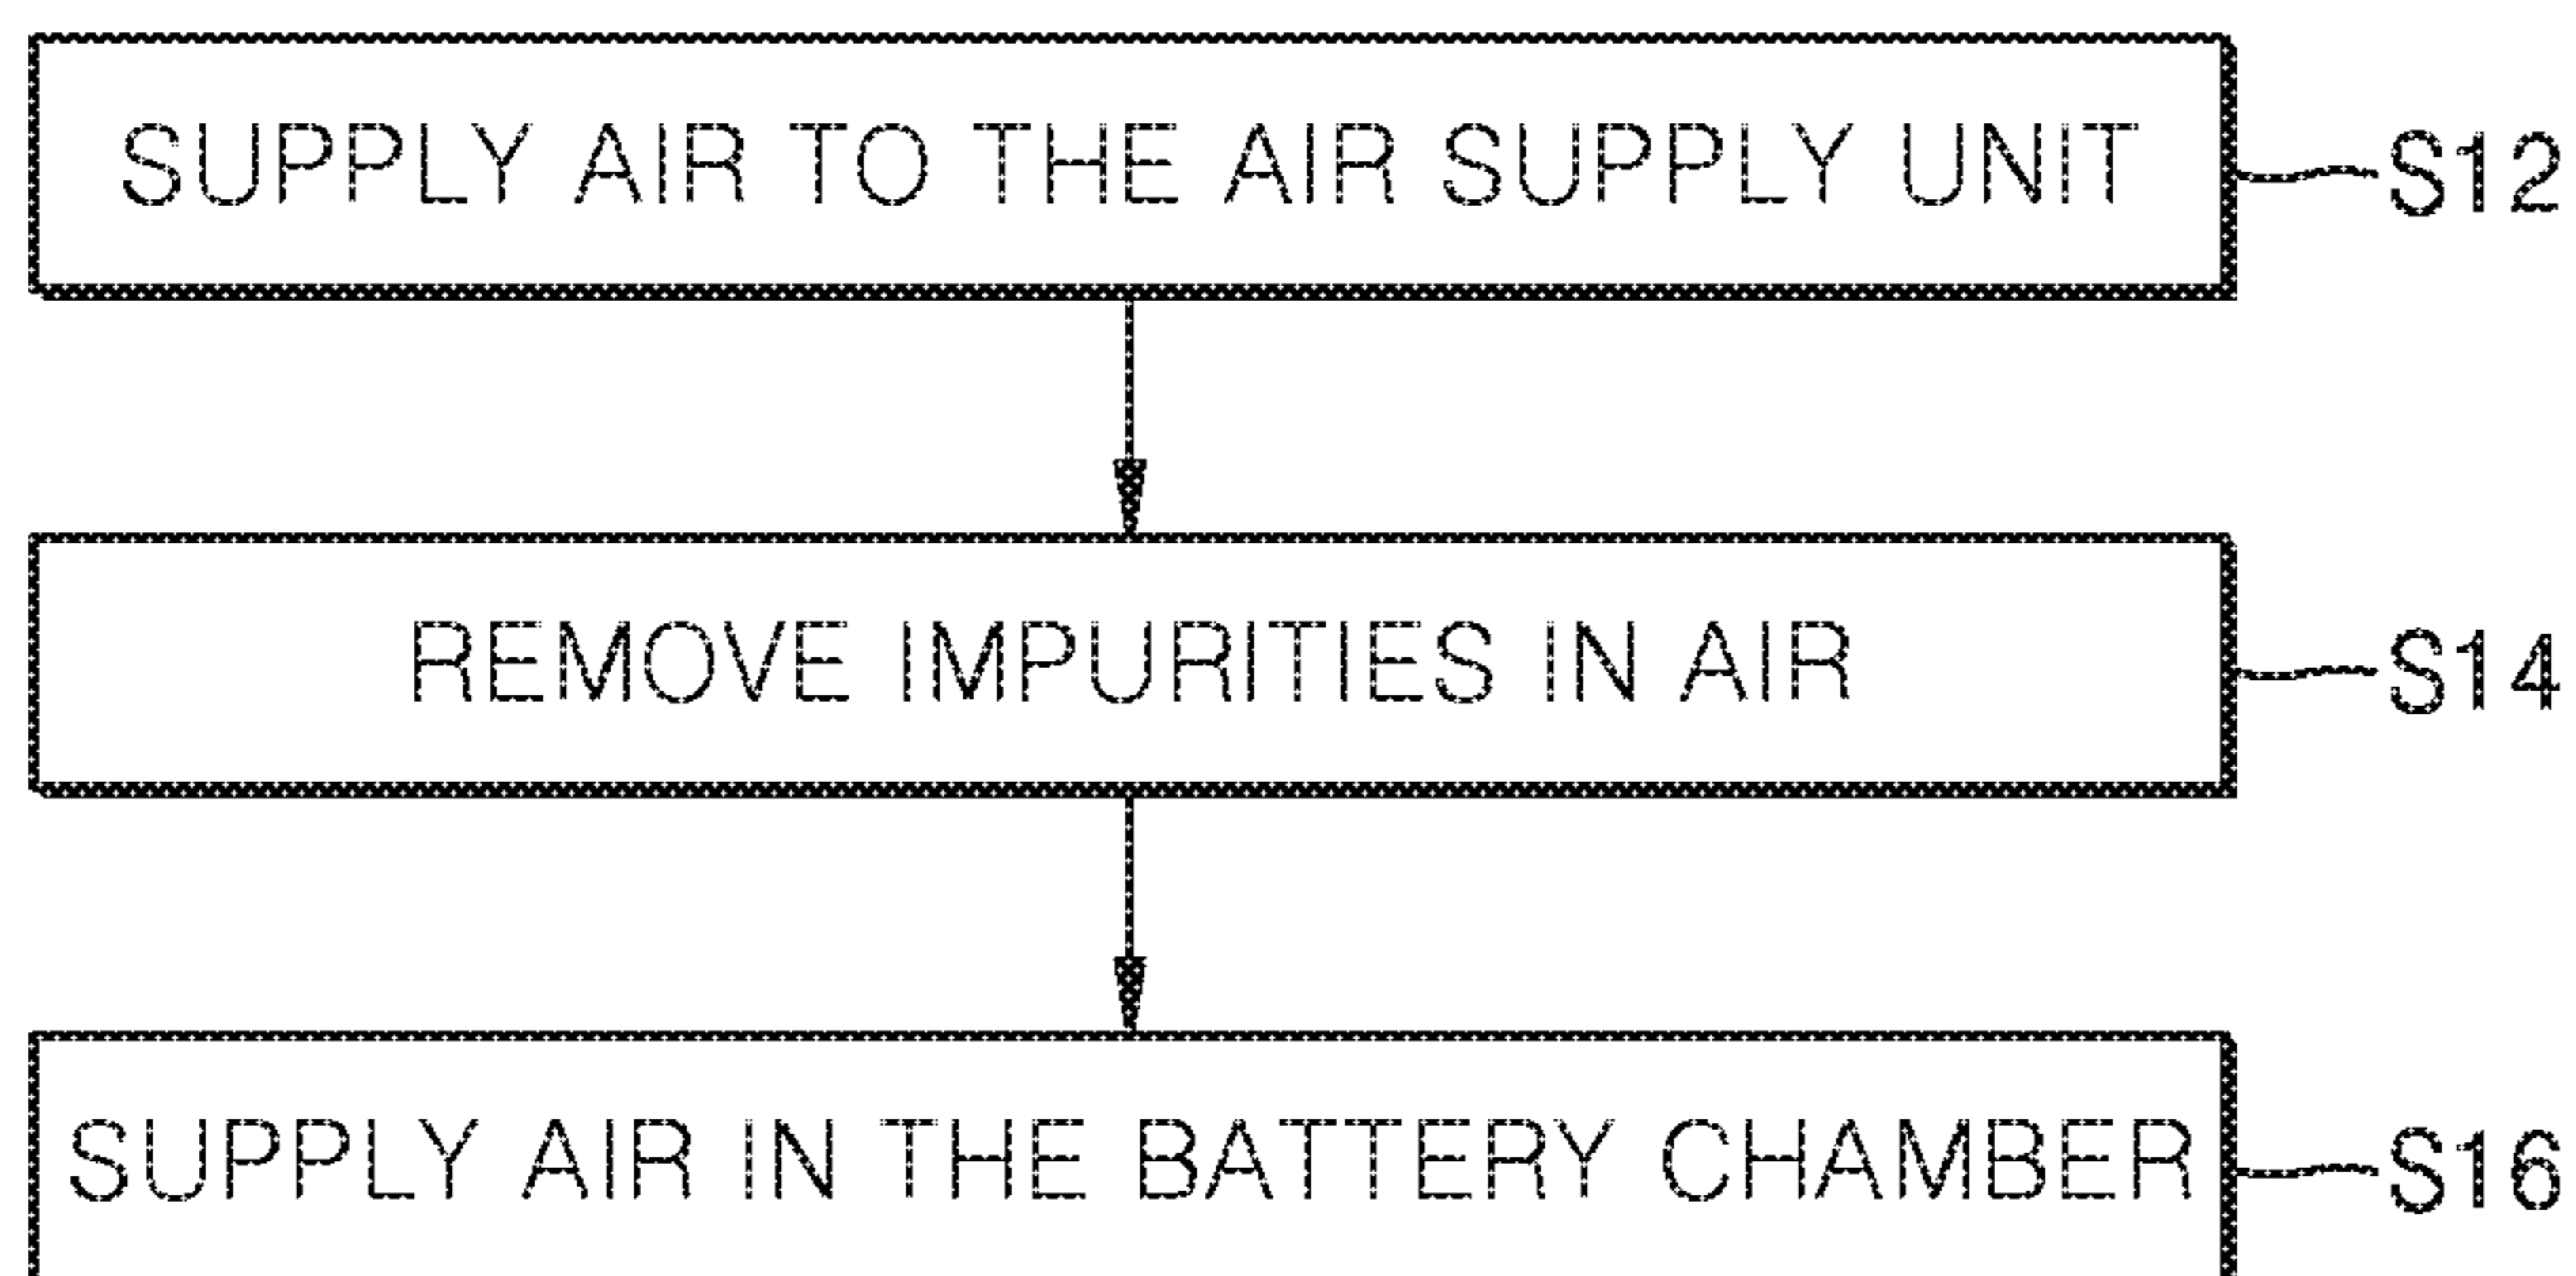 SUPPLY AIR TO THE AIR SUPPLY UNIT S12
REMOVE IMPURITIES IN AIR S14
SUPPLY AIR IN THE BATTERY CHAMBER S16